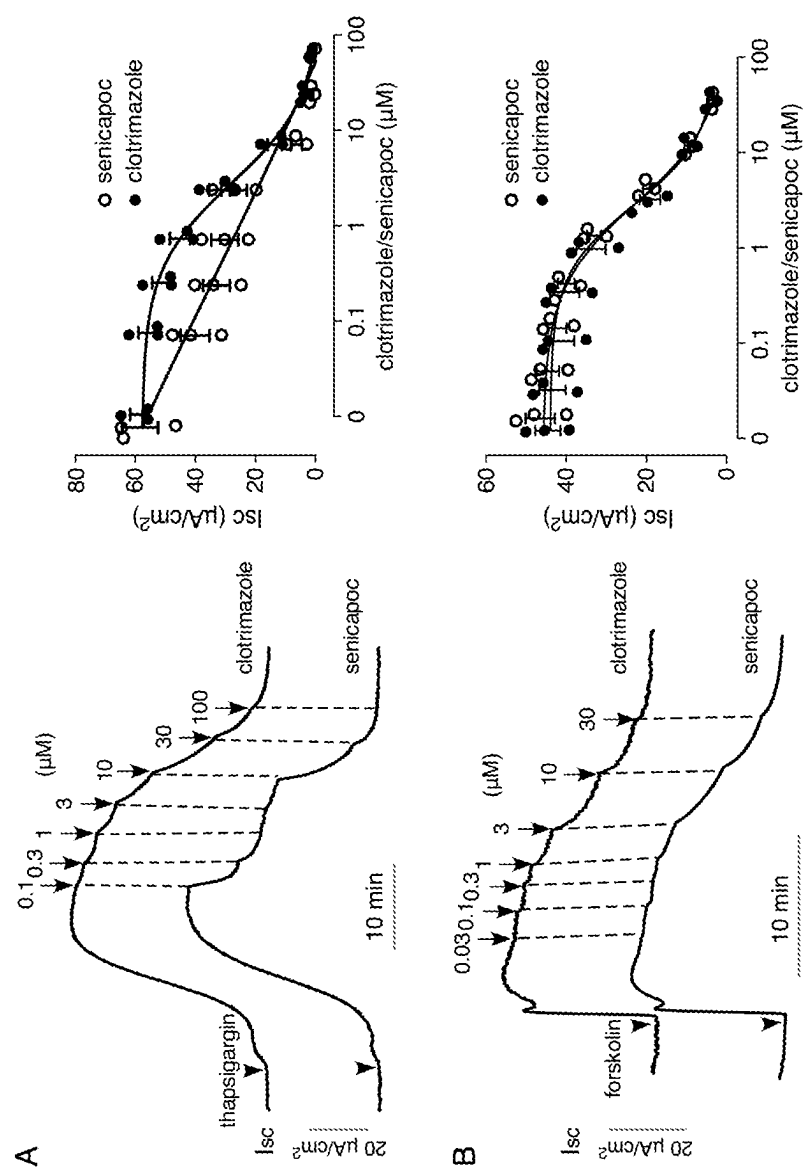 A
Isc
20 µA/cm²
thapsigargin
0.1
0.3
1
3
10
30
100
(µM)
clotrimazole
senicapoc
10 min
80
60
40
20
0
Isc (µA/cm²)
0
0.1
1
10
100
clotrimazole/senicapoc (µM)
senicapoc
clotrimazole
B
Isc
20 µA/cm²
forskolin
0.03
0.1
0.3
1
3
10
30
(µM)
clotrimazole
senicapoc
10 min
60
40
20
0
Isc (µA/cm²)
0
0.1
1
10
100
clotrimazole/senicapoc (µM)
senicapoc
clotrimazole